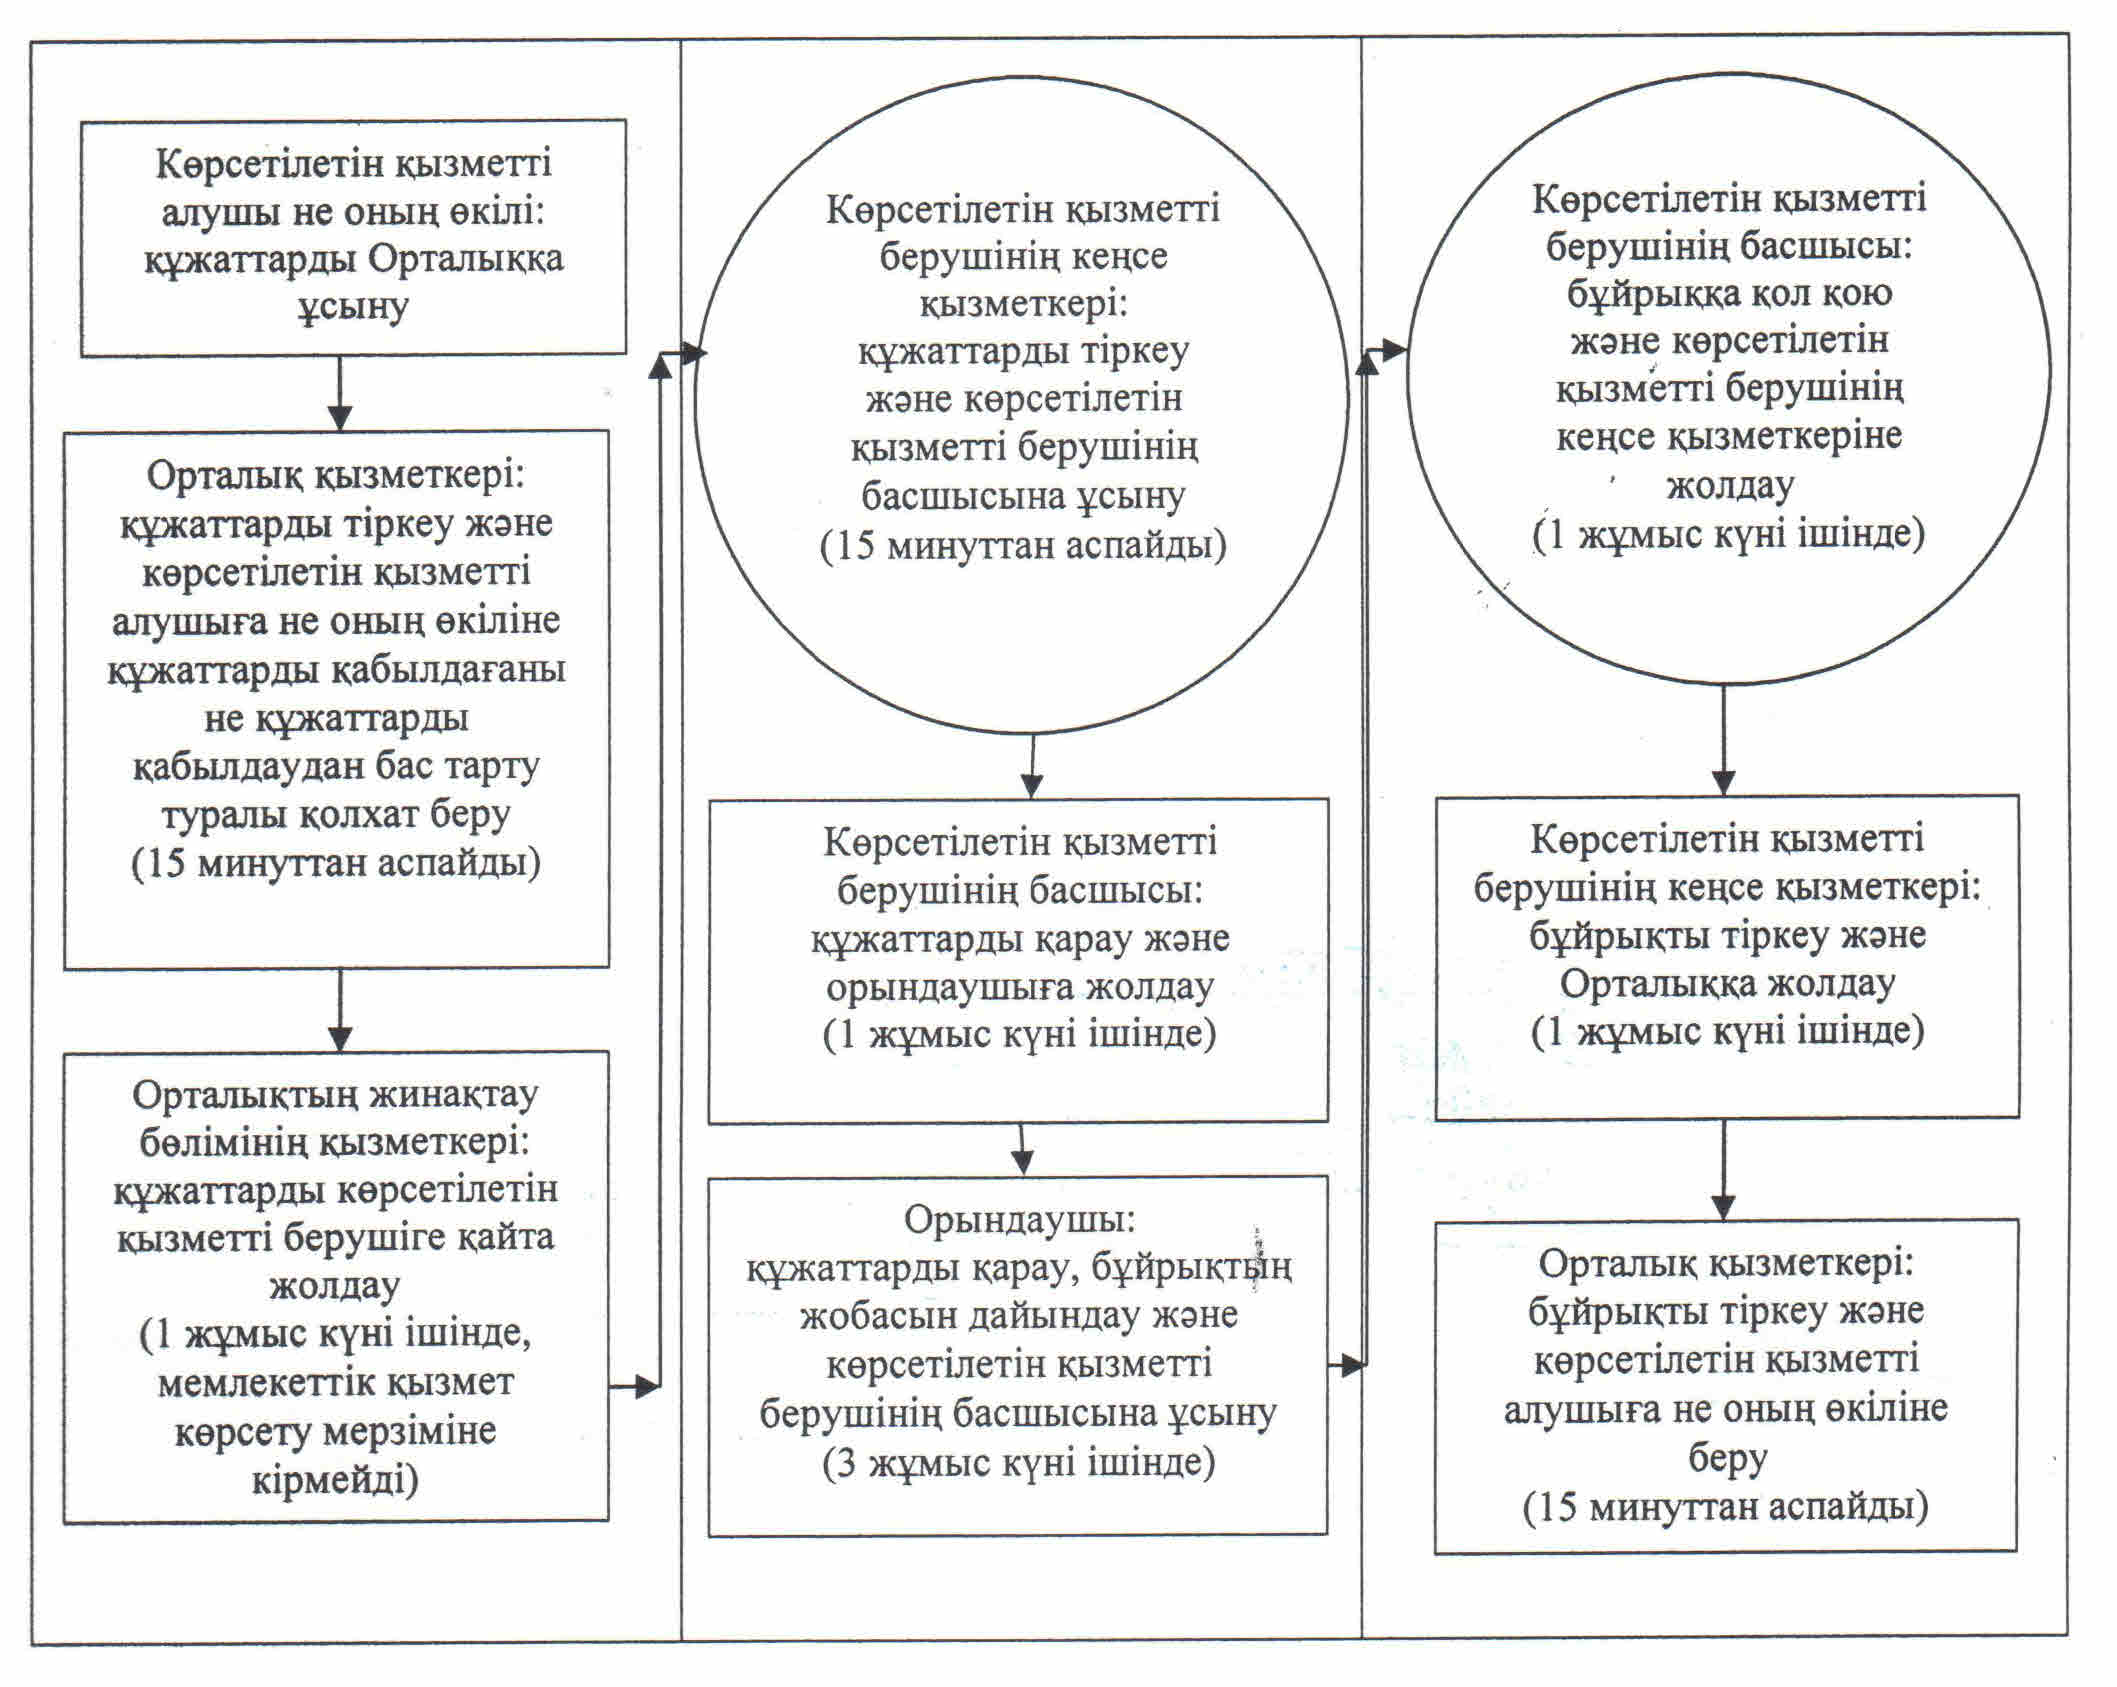 Көрсетілетін қызметті
алушы не оның өкілі:
құжаттарды Орталыққа
ұсыну
Орталық қызметкері:
құжаттарды тіркеу және
көрсетілетін қызметті
алушыға не оның өкіліне
құжаттарды қабылдағаны
не құжаттарды
қабылдаудан бас тарту
туралы қолхат беру
(15 минуттан аспайды)
Орталықтың жинақтау
бөлімінің қызметкері:
құжаттарды көрсетілетін
қызметті берушіге қайта
жолдау
(1 жұмыс күні ішінде,
мемлекеттік қызмет
көрсету мерзіміне
кірмейді)
Көрсетілетін қызметті
берушінің кеңсе
қызметкері:
құжаттарды тіркеу
және көрсетілетін
қызметті берушінің
басшысына ұсыну
(15 минуттан аспайды)
Көрсетілетін қызметті
берушінің басшысы:
құжаттарды қарау және
орындаушыға жолдау
(1 жұмыс күні ішінде)
Орындаушы:
құжаттарды қарау, бұйрықтың
жобасын дайындау және
көрсетілетін қызметті
берушінің басшысына ұсыну
(3 жұмыс күні ішінде)
Көрсетілетін қызметті
берушінің басшысы:
бұйрыққа қол қою
және көрсетілетін
қызметті берушінің
кеңсе қызметкеріне
жолдау
(1 жұмыс күні ішінде)
Көрсетілетін қызметті
берушінің кеңсе қызметкері:
бұйрықты тіркеу және
Орталыққа жолдау
(1 жұмыс күні ішінде)
Орталық қызметкері:
бұйрықты тіркеу және
көрсетілетін қызметті
алушыға не оның өкіліне
беру
(15 минуттан аспайды)